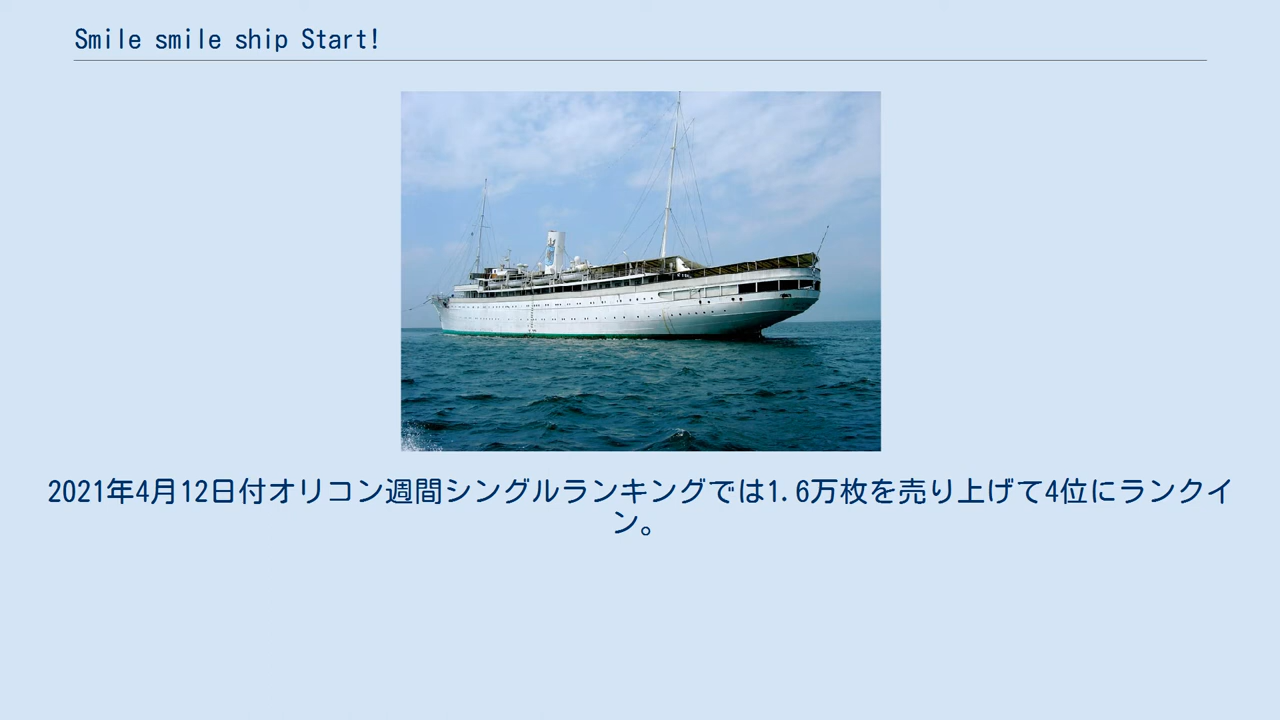 Smile smile ship Start!
2021年4月12日付オリコン週間シングルランキングでは1.6万枚を売り上げて4位にランクイ
ン。